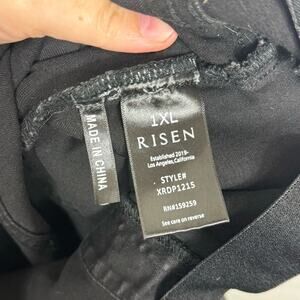 MADE IN CHINA
1XL
RISEN
Established 2019-
Los Angeles,California
STYLE#
XRDP1215
RN#159259
See care on reverse